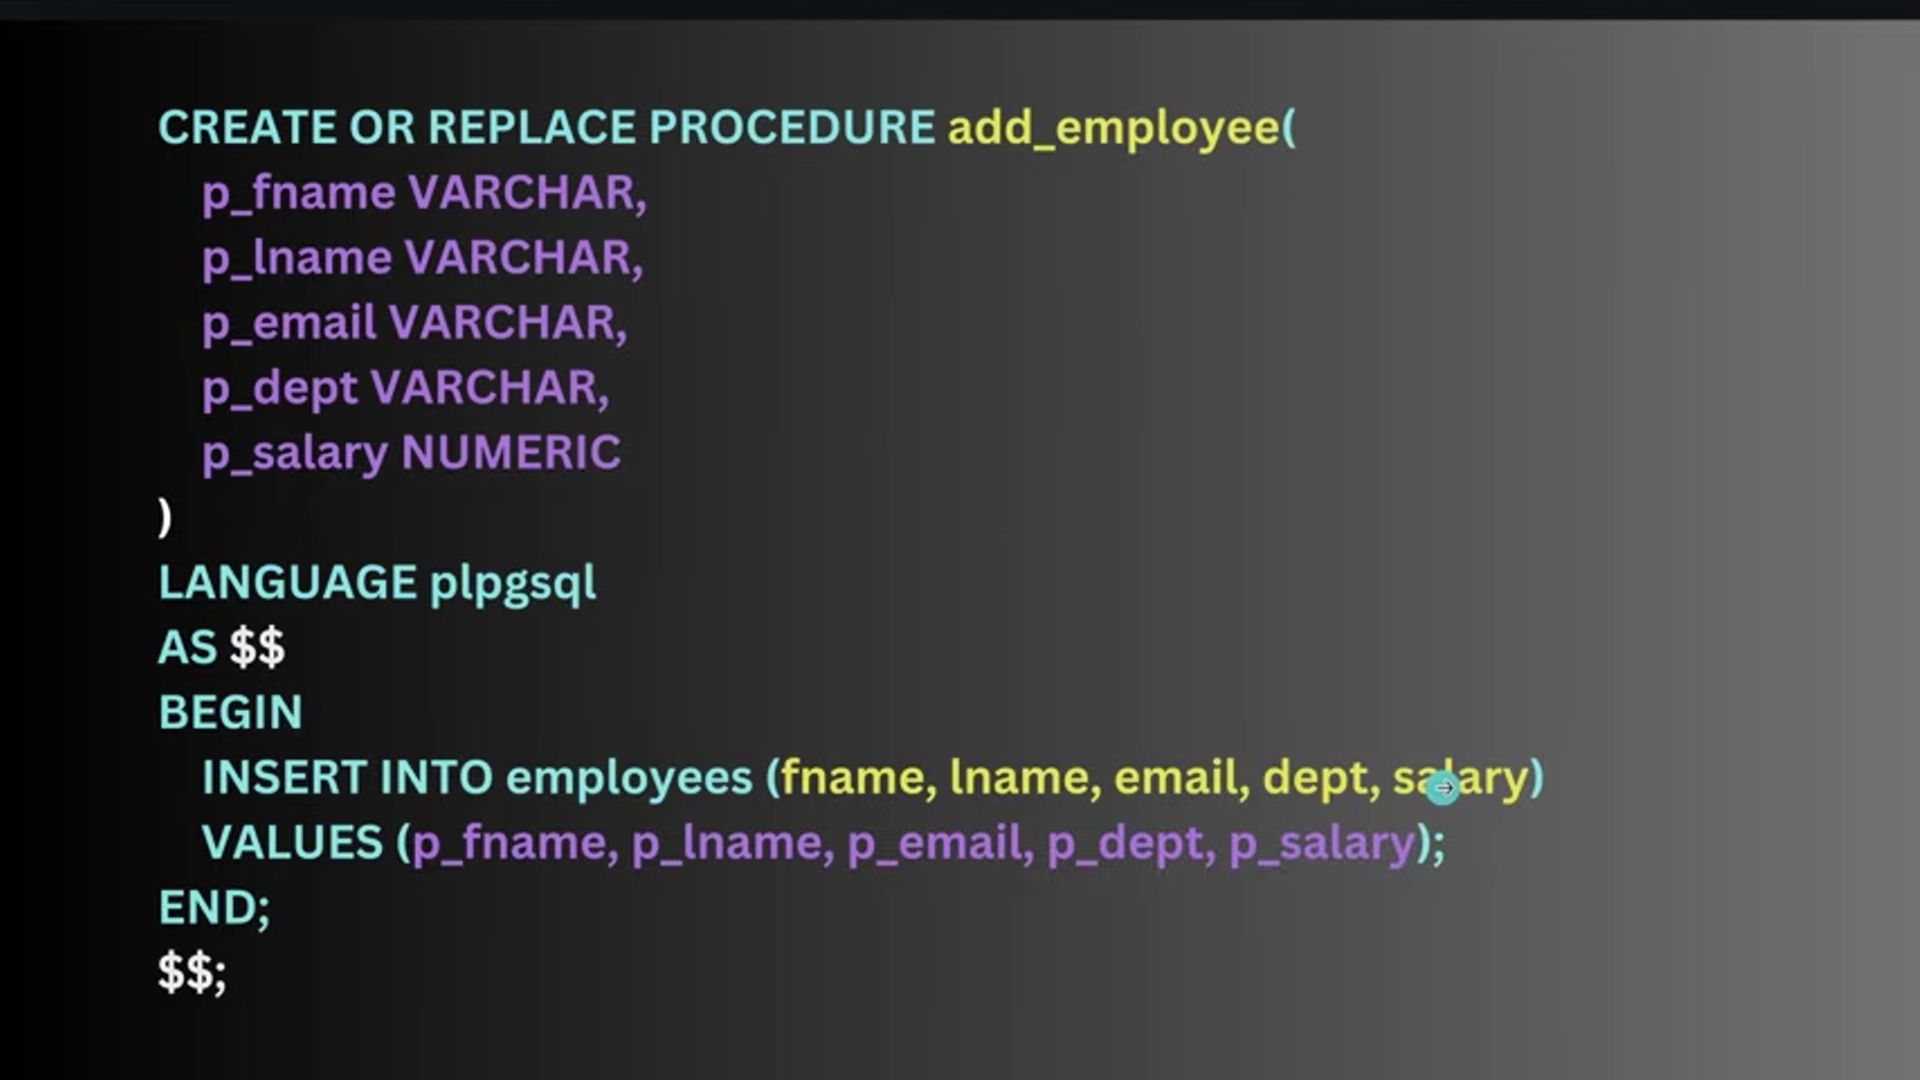 CREATE OR REPLACE PROCEDURE add_employee(
p_fname VARCHAR,
p_lname VARCHAR,
p_email VARCHAR,
p_dept VARCHAR,
p_salary NUMERIC
)
LANGUAGE plpgsql
AS $$
BEGIN
INSERT INTO employees (fname, lname, email, dept, salary)
VALUES (p_fname, p_lname, p_email, p_dept, p_salary);
END;
$$;